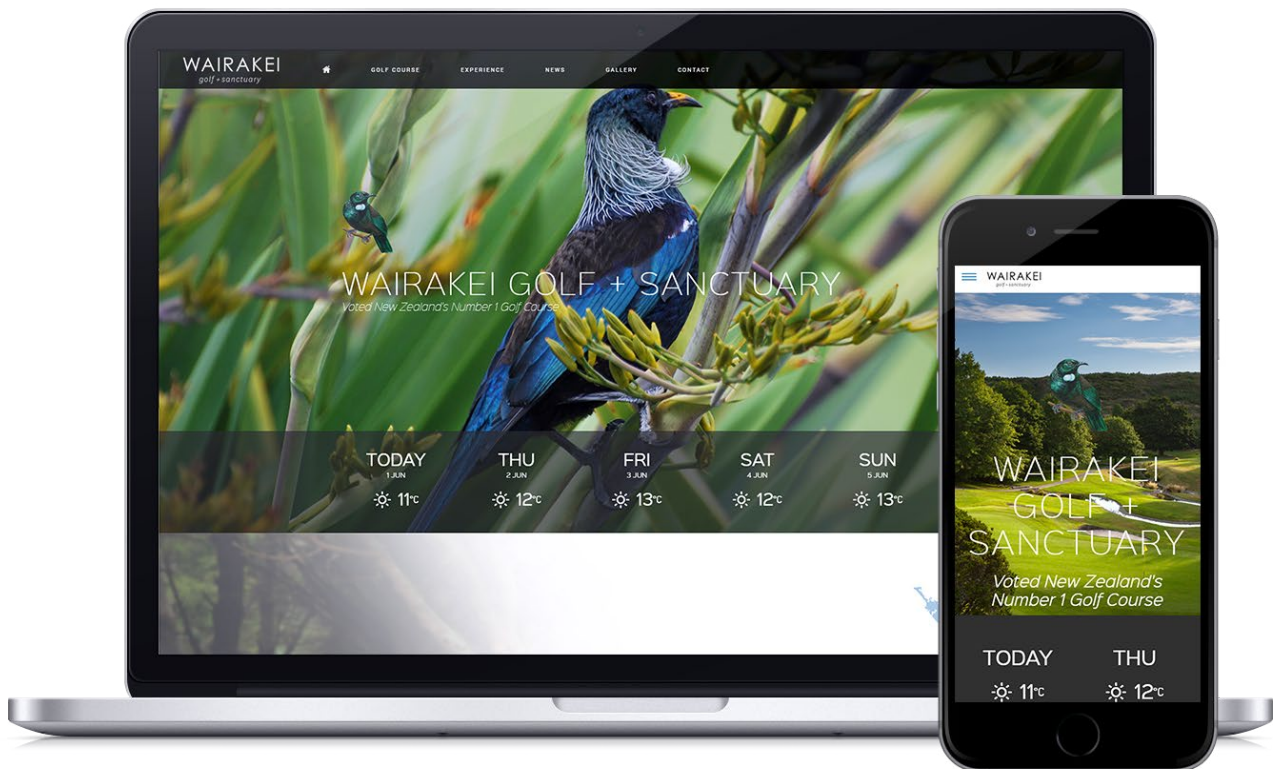 WAIRAKEI
golf + sanctuary
GOLF COURSE EXPERIENCE NEWS GALLERY CONTACT
WAIRAKEI GOLF + SANCTUARY
Voted New Zealand's Number 1 Golf Course
TODAY THU FRI SAT SUN
1 JUN 2 JUN 3 JUN 4 JUN 5 JUN
11°C 12°C 13°C 12°C 13°C
WAIRAKEI
golf + sanctuary
WAIRAKEI
GOLF +
SANCTUARY
Voted New Zealand's
Number 1 Golf Course
TODAY THU
11°C 12°C